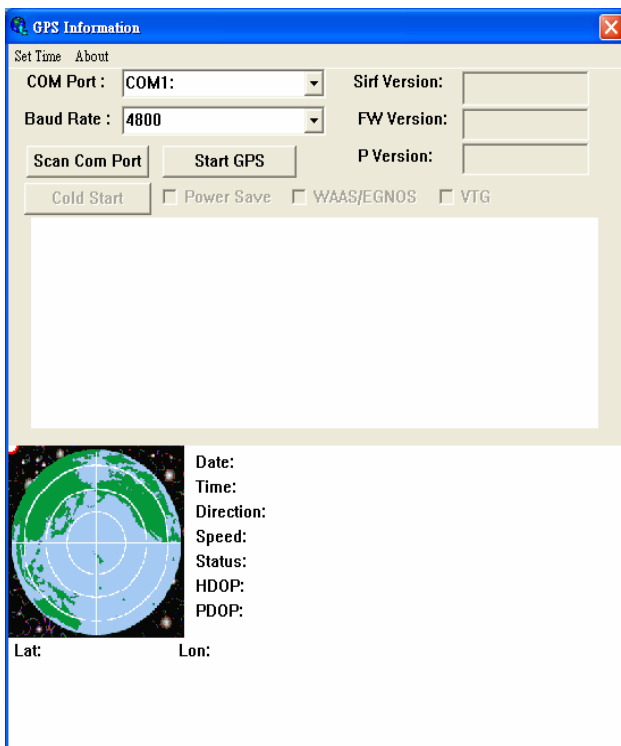 GPS Information
Set Time About
COM Port : COM1: Sirf Version:
Baud Rate : 4800 FW Version:
Scan Com Port Start GPS P Version:
Cold Start Power Save WAAS/EGNOS VTG
Date:
Time:
Direction:
Speed:
Status:
HDOP:
PDOP:
Lat: Lon: